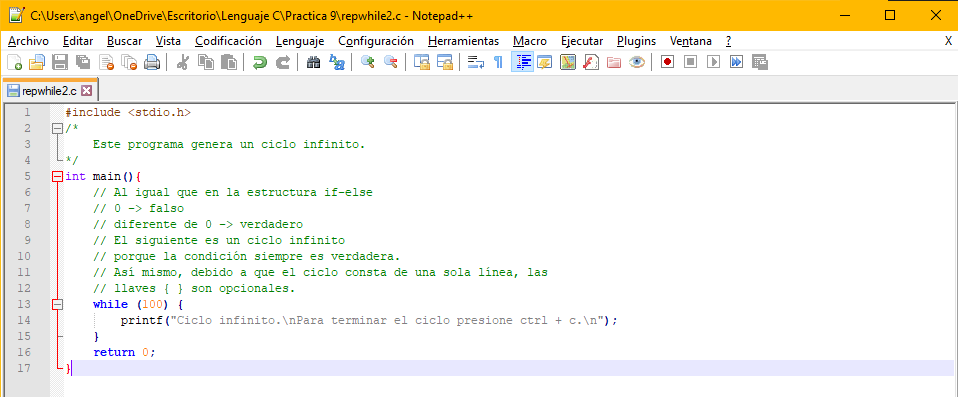 C:\Users\angel\OneDrive\Escritorio\Lenguaje C\Practica 9\repwhile2.c - Notepad++
Archivo Editar Buscar Vista Codificación Lenguaje Configuración Herramientas Macro Ejecutar Plugins Ventana ? X
repwhile2.c
1 #include <stdio.h>
2 /*
3 Este programa genera un ciclo infinito.
4 */
5 int main(){
6 // Al igual que en la estructura if-else
7 // 0 -> falso
8 // diferente de 0 -> verdadero
9 // El siguiente es un ciclo infinito
10 // porque la condición siempre es verdadera.
11 // Así mismo, debido a que el ciclo consta de una sola línea, las
12 // llaves { } son opcionales.
13 while (100) {
14 printf("Ciclo infinito.\nPara terminar el ciclo presione ctrl + c.\n");
15 }
16 return 0;
17 }